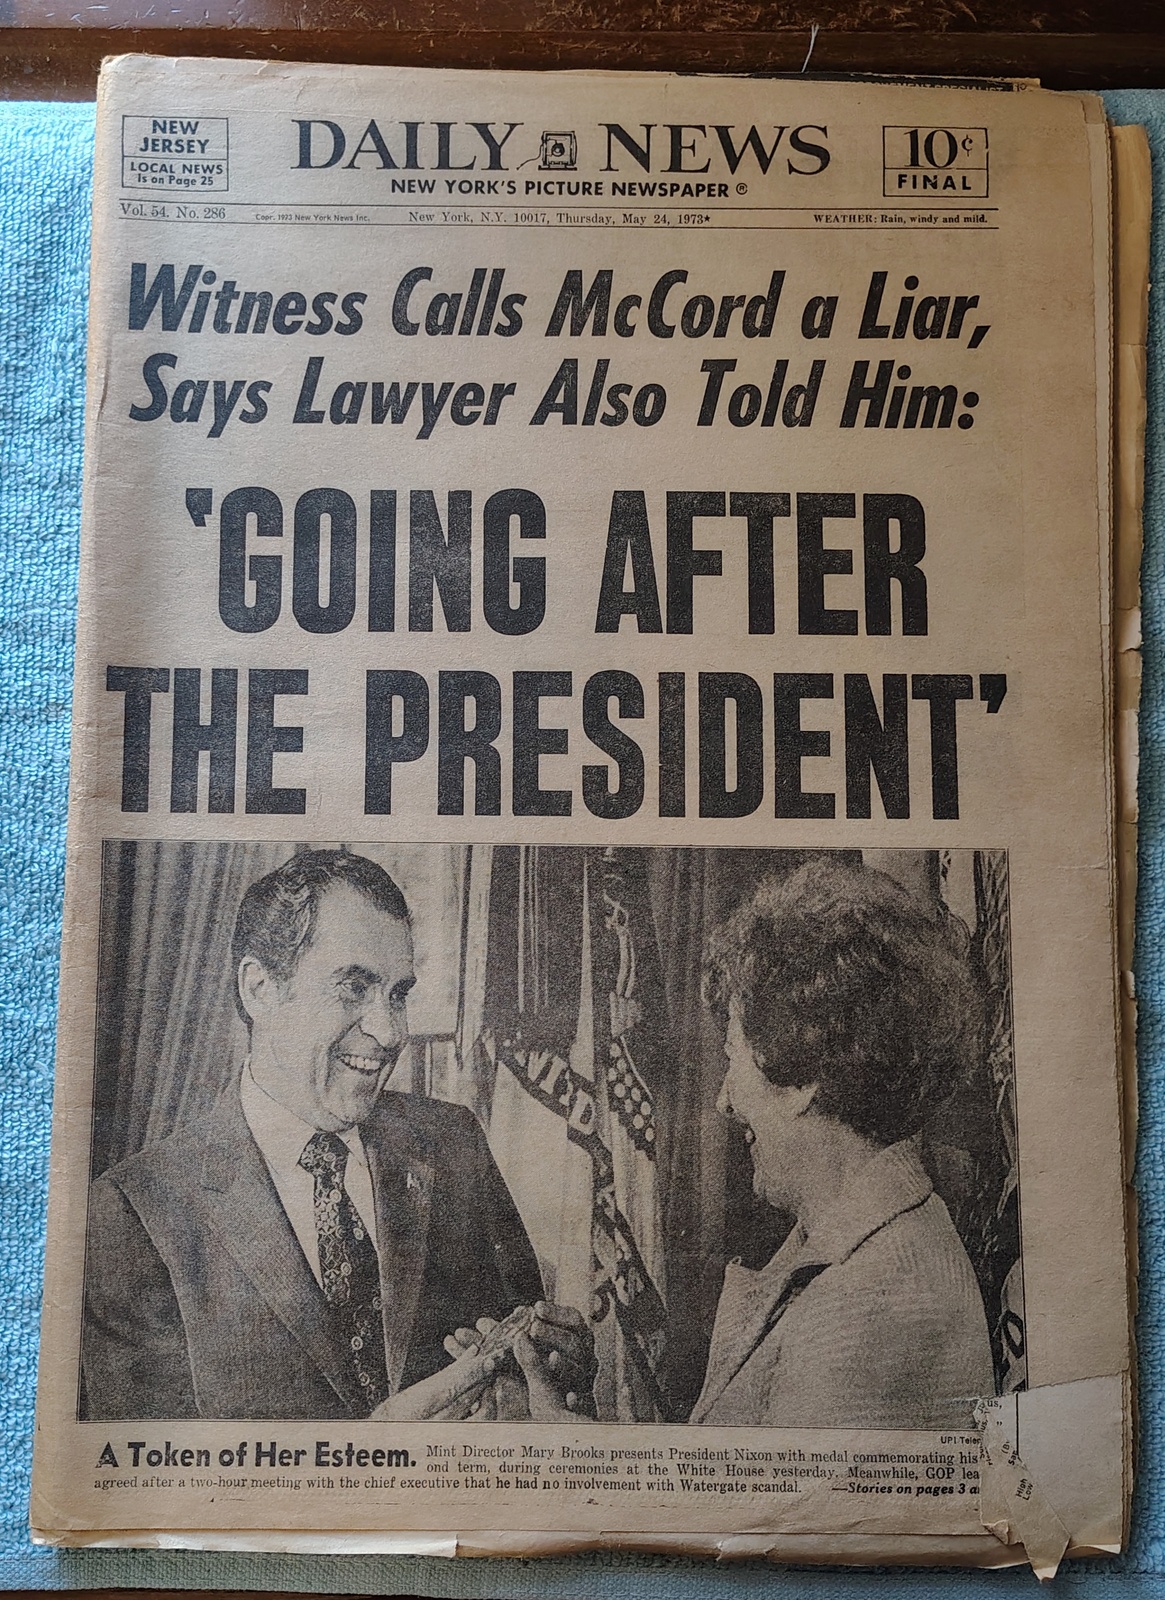 NEW
JERSEY
LOCAL NEWS
Is on Page 25
DAILY NEWS
NEW YORK'S PICTURE NEWSPAPER ®
10¢
FINAL
Vol. 54. No. 286
Copr. 1973 New York News Inc.
New York, N.Y. 10017, Thursday, May 24, 1973★
WEATHER: Rain, windy and mild.
Witness Calls McCord a Liar,
Says Lawyer Also Told Him:
'GOING AFTER
THE PRESIDENT'
UPI
A Token of Her Esteem. Mint Director Mary Brooks presents President Nixon with medal commemorating his
ond term, during ceremonies at the White House yesterday. Meanwhile, GOP lea
agreed after a two-hour meeting with the chief executive that he had no involvement with Watergate scandal. —Stories on pages 3 a
High
Low